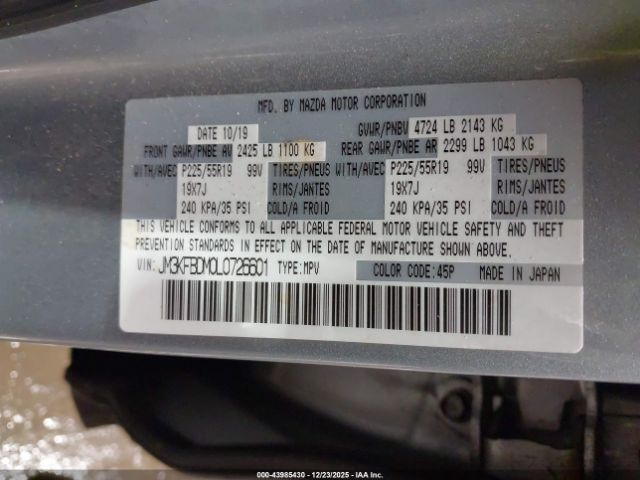 MFD. BY MAZDA MOTOR CORPORATION
DATE 10/19 GVWR/PNBV 4724 LB 2143 KG
FRONT GAWR/PNBE AV 2425 LB 1100 KG REAR GAWR/PNBE AR 2299 LB 1043 KG
WITH/AVEC P225/55R19 99V TIRES/PNEUS WITH/AVEC P225/55R19 99V TIRES/PNEUS
19X7J RIMS/JANTES 19X7J RIMS/JANTES
240 KPA/35 PSI COLD/A FROID 240 KPA/35 PSI COLD/A FROID
THIS VEHICLE CONFORMS TO ALL APPLICABLE FEDERAL MOTOR VEHICLE SAFETY AND THEFT
PREVENTION STANDARDS IN EFFECT ON THE DATE OF MANUFACTURE SHOWN ABOVE.
VIN: JM3KFBDM0L0726601 TYPE:MPV COLOR CODE:45P MADE IN JAPAN
000-43985430 - 12/23/2025 - IAA Inc.